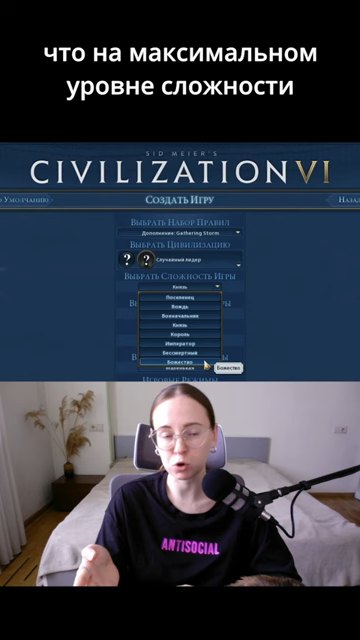 что на максимальном
уровне сложности
SID MEIER'S
CIVILIZATION VI
Создать Игру
Назад
Выбрать Набор Правил
Дополнение: Gathering Storm
Выбрать Цивилизацию
? ? Случайный лидер
Выбрать Сложность Игры
Князь
Поселенец
Вождь
Военачальник
Князь
Король
Император
Бессмертный
Божество
Божество
Игровые Режимы
ANTISOCIAL